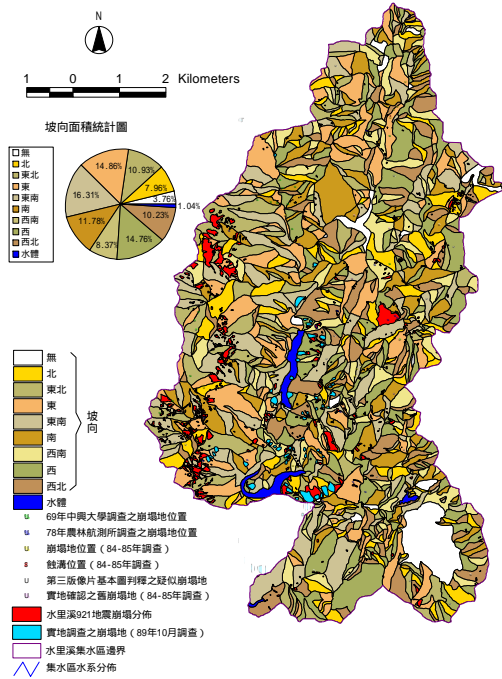 N
1 0 1 2 Kilometers
坡向面積統計圖
無
北
東北
東
東南
南
西南
西
西北
水體
14.86%
10.93%
7.96%
3.76%
1.04%
10.23%
14.76%
8.37%
11.78%
16.31%
無
北
東北
東
東南
南
西南
西
西北
水體
坡向
69年中興大學調查之崩塌地位置
78年農林航測所調查之崩塌地位置
崩塌地位置(84-85年調查)
蝕溝位置(84-85年調查)
第三版像片基本圖判釋之疑似崩塌地
實地確認之舊崩塌地(84-85年調查)
水里溪921地震崩塌分佈
實地調查之崩塌地(89年10月調查)
水里溪集水區邊界
集水區水系分佈